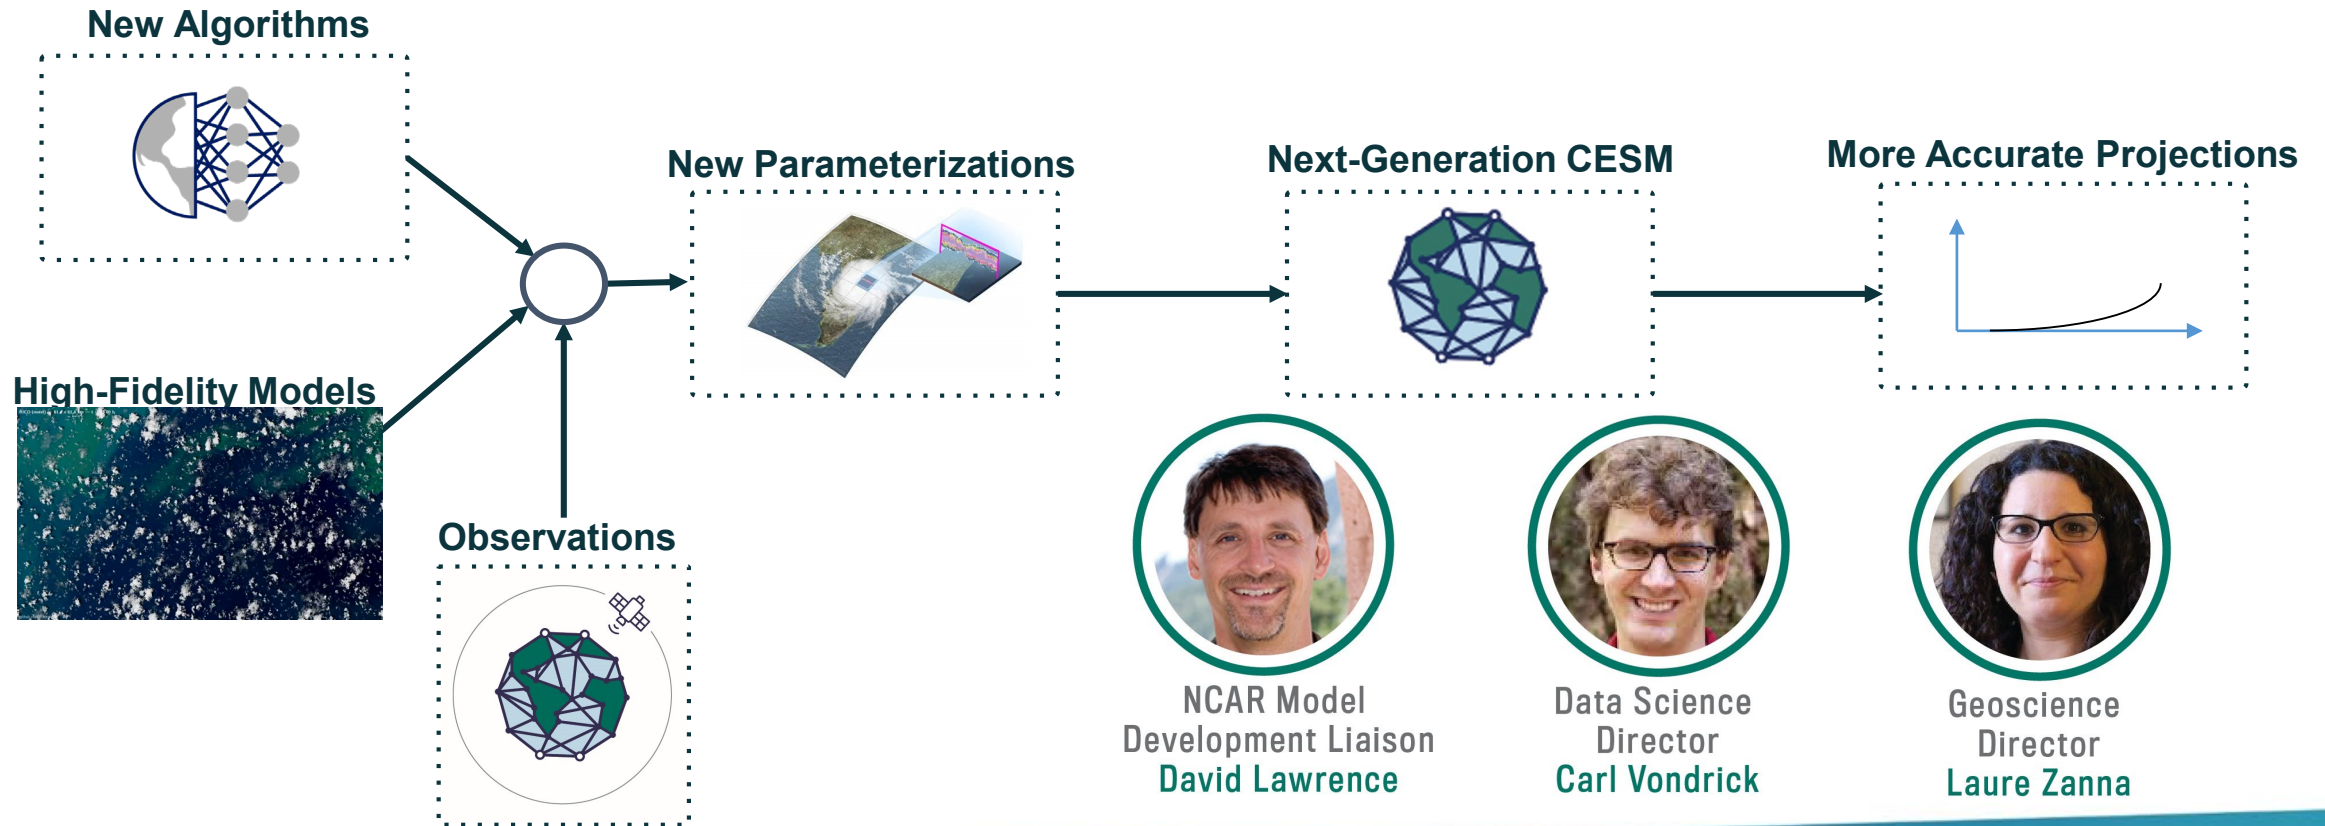 New Algorithms
New Parameterizations
Next-Generation CESM
More Accurate Projections
High-Fidelity Models
Observations
NCAR Model
Development Liaison
David Lawrence
Data Science
Director
Carl Vondrick
Geoscience
Director
Laure Zanna